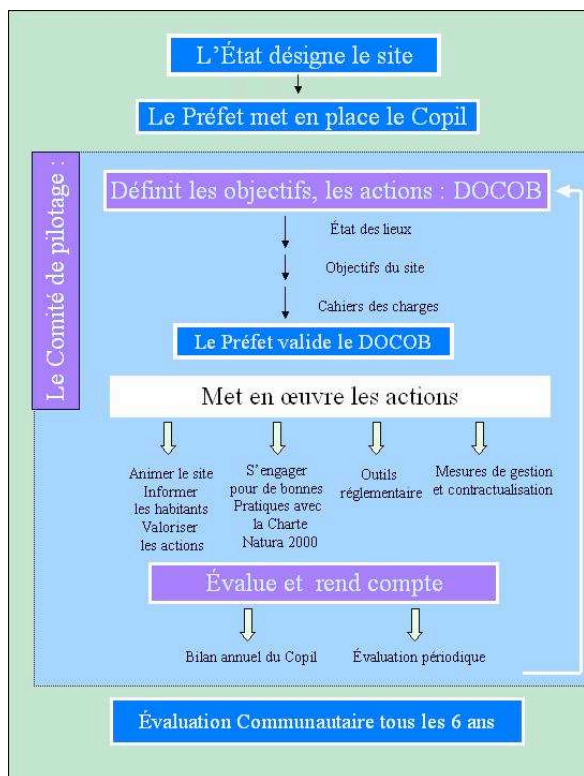 L'État désigne le site
Le Préfet met en place le Copil
Le Comité de pilotage :
Définit les objectifs, les actions : DOCOB
État des lieux
Objectifs du site
Cahiers des charges
Le Préfet valide le DOCOB
Met en œuvre les actions
Animer le site
Informer
les habitants
Valoriser
les actions
S'engager
pour de bonnes
Pratiques avec
la Charte
Natura 2000
Outils
réglementaire
Mesures de gestion
et contractualisation
Évalue et rend compte
Bilan annuel du Copil
Évaluation périodique
Évaluation Communautaire tous les 6 ans